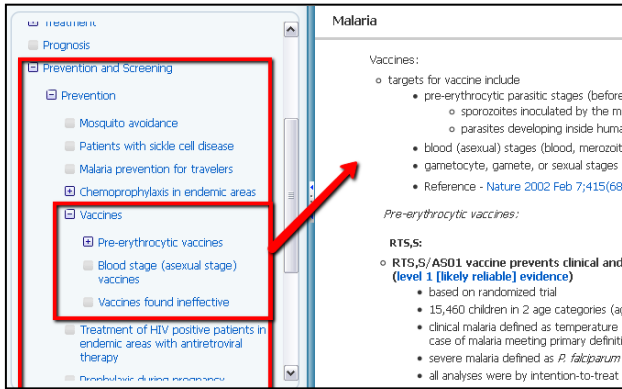 Treatment
Prognosis
Prevention and Screening
Prevention
Mosquito avoidance
Patients with sickle cell disease
Malaria prevention for travelers
Chemoprophylaxis in endemic areas
Vaccines
Pre-erythrocytic vaccines
Blood stage (asexual stage)
vaccines
Vaccines found ineffective
Treatment of HIV positive patients in
endemic areas with antiretroviral
therapy
Prophylaxis during pregnancy
Malaria
Vaccines:
targets for vaccine include
pre-erythrocytic parasitic stages (before
sporozoites inoculated by the m
parasites developing inside huma
blood (asexual) stages (blood, merozoit
gametocyte, gamete, or sexual stages
Reference - Nature 2002 Feb 7;415(68
Pre-erythrocytic vaccines:
RTS,S:
RTS,S/AS01 vaccine prevents clinical and
(level 1 [likely reliable] evidence)
based on randomized trial
15,460 children in 2 age categories (ag
clinical malaria defined as temperature
case of malaria meeting primary definiti
severe malaria defined as P. falciparum
all analyses were by intention-to-treat